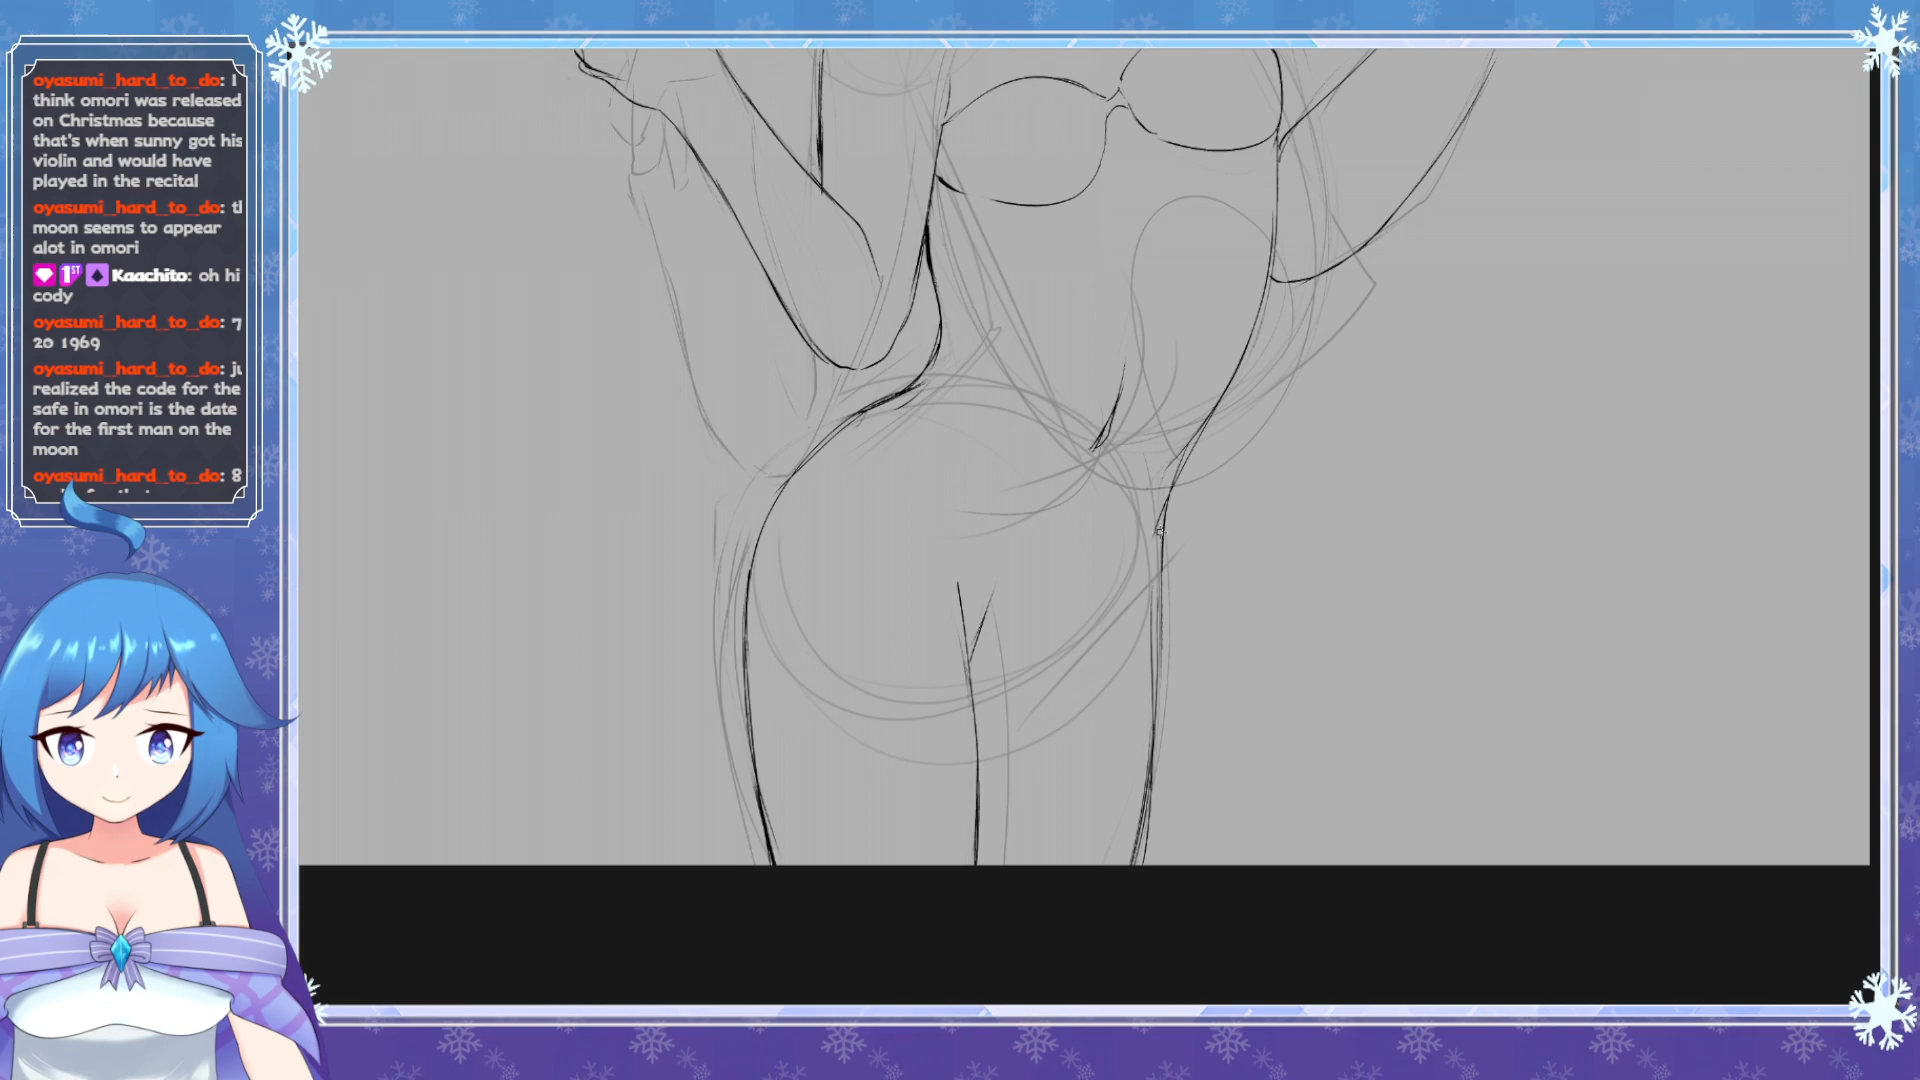 oyasumi_hard_to_do: I
think omori was released
on Christmas because
that's when sunny got his
violin and would have
played in the recital
oyasumi_hard_to_do: th
moon seems to appear
alot in omori
1ST Kaachito: oh hi
cody
oyasumi_hard_to_do: 7
20 1969
oyasumi_hard_to_do: ju
realized the code for the
safe in omori is the date
for the first man on the
moon
oyasumi_hard_to_do: 8